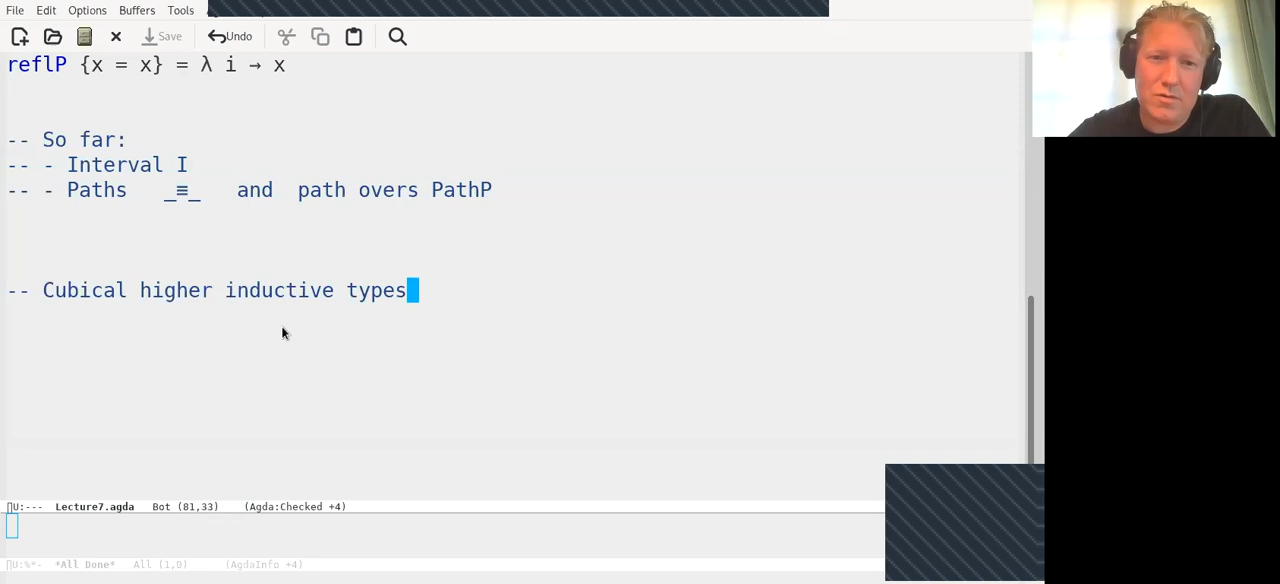 File Edit Options Buffers Tools
Save Undo
reflP {x = x} = λ i → x
-- So far:
-- - Interval I
-- - Paths _≡_ and path overs PathP
-- Cubical higher inductive types
U:--- Lecture7.agda Bot (81,33) (Agda:Checked +4)
U:%*- *All Done* All (1,0) (AgdaInfo +4)